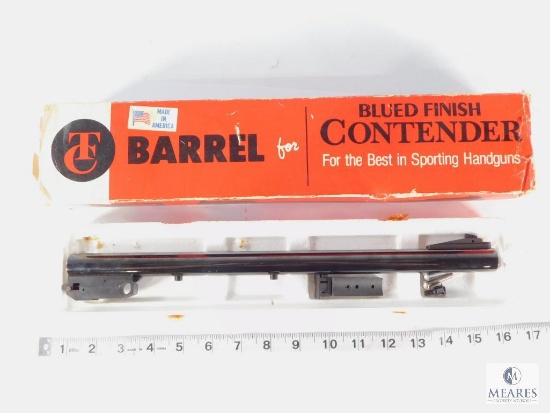 TC
MADE
IN
AMERICA
BARREL for
BLUED FINISH
CONTENDER
For the Best in Sporting Handguns
1 2 3 4 5 6 7 8 9 10 11 12 13 14 15 16 17
M
MEARES